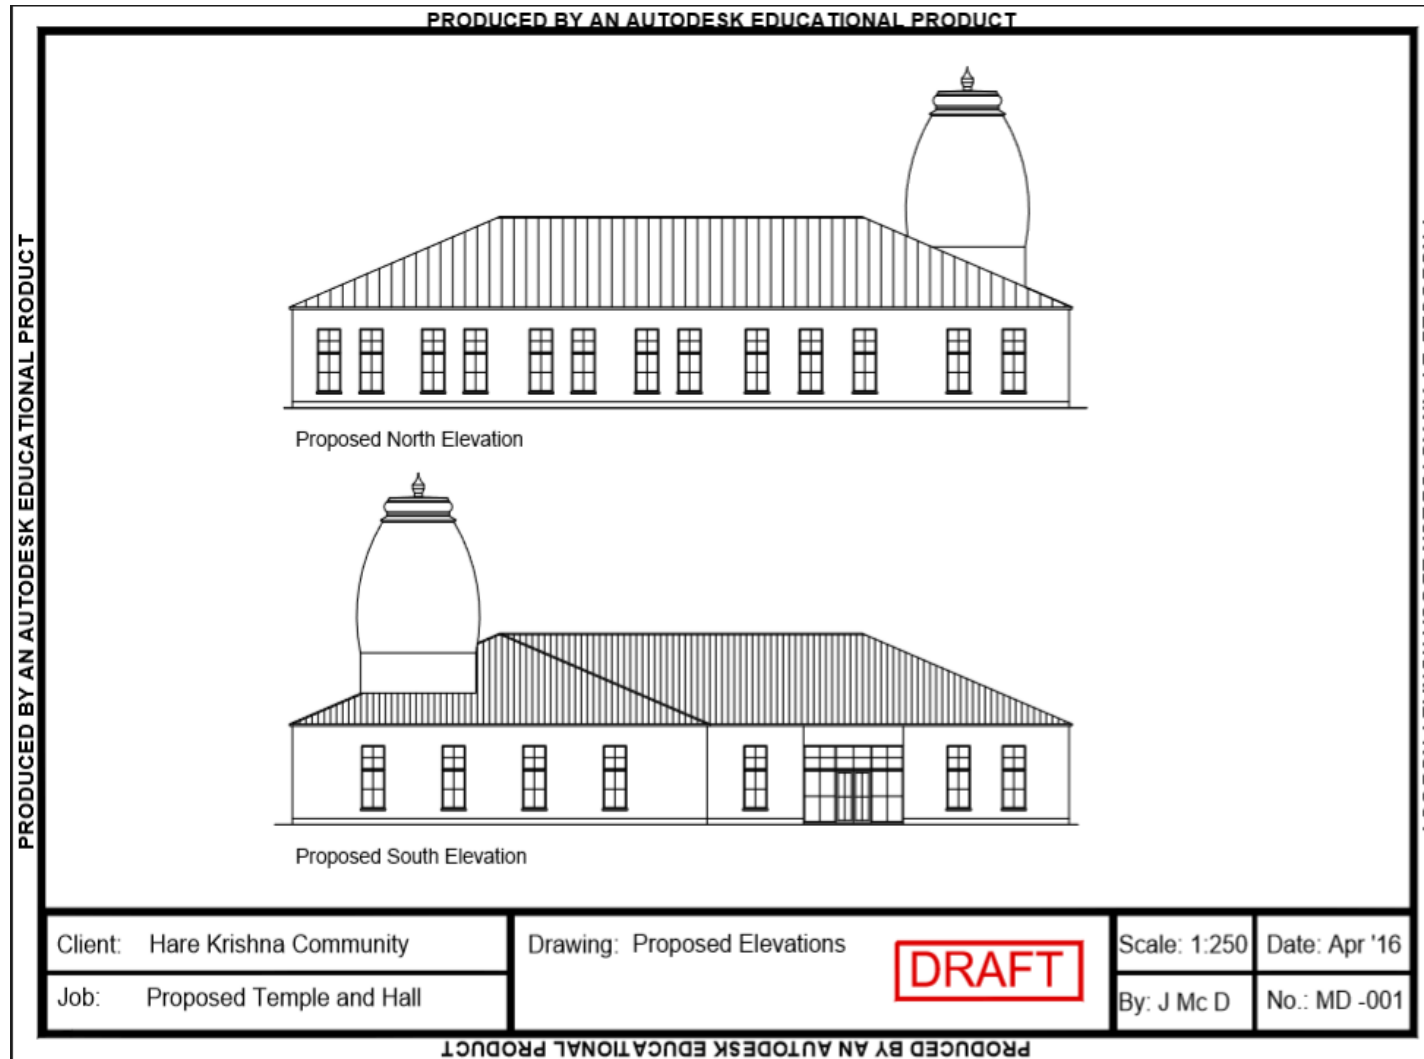 PRODUCED BY AN AUTODESK EDUCATIONAL PRODUCT
PRODUCED BY AN AUTODESK EDUCATIONAL PRODUCT
Proposed North Elevation
Proposed South Elevation
Client: Hare Krishna Community
Job: Proposed Temple and Hall
Drawing: Proposed Elevations
DRAFT
Scale: 1:250
Date: Apr '16
By: J Mc D
No.: MD -001
PRODUCED BY AN AUTODESK EDUCATIONAL PRODUCT